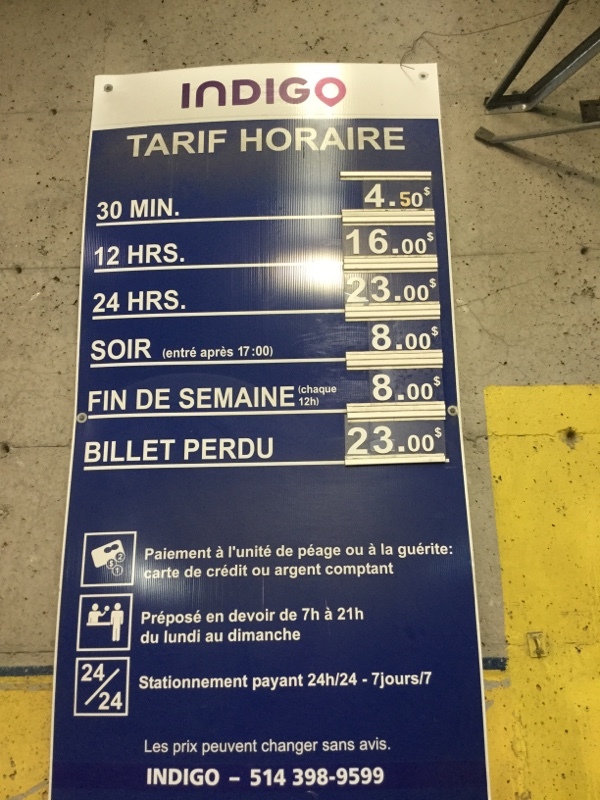 INDIGO
TARIF HORAIRE
30 MIN. 4.50$
12 HRS. 16.00$
24 HRS. 23.00$
SOIR (entré après 17:00) 8.00$
FIN DE SEMAINE (chaque 12h) 8.00$
BILLET PERDU 23.00$
Paiement à l'unité de péage ou à la guérite:
carte de crédit ou argent comptant
Préposé en devoir de 7h à 21h
du lundi au dimanche
24/24 Stationnement payant 24h/24 - 7jours/7
Les prix peuvent changer sans avis.
INDIGO – 514 398-9599